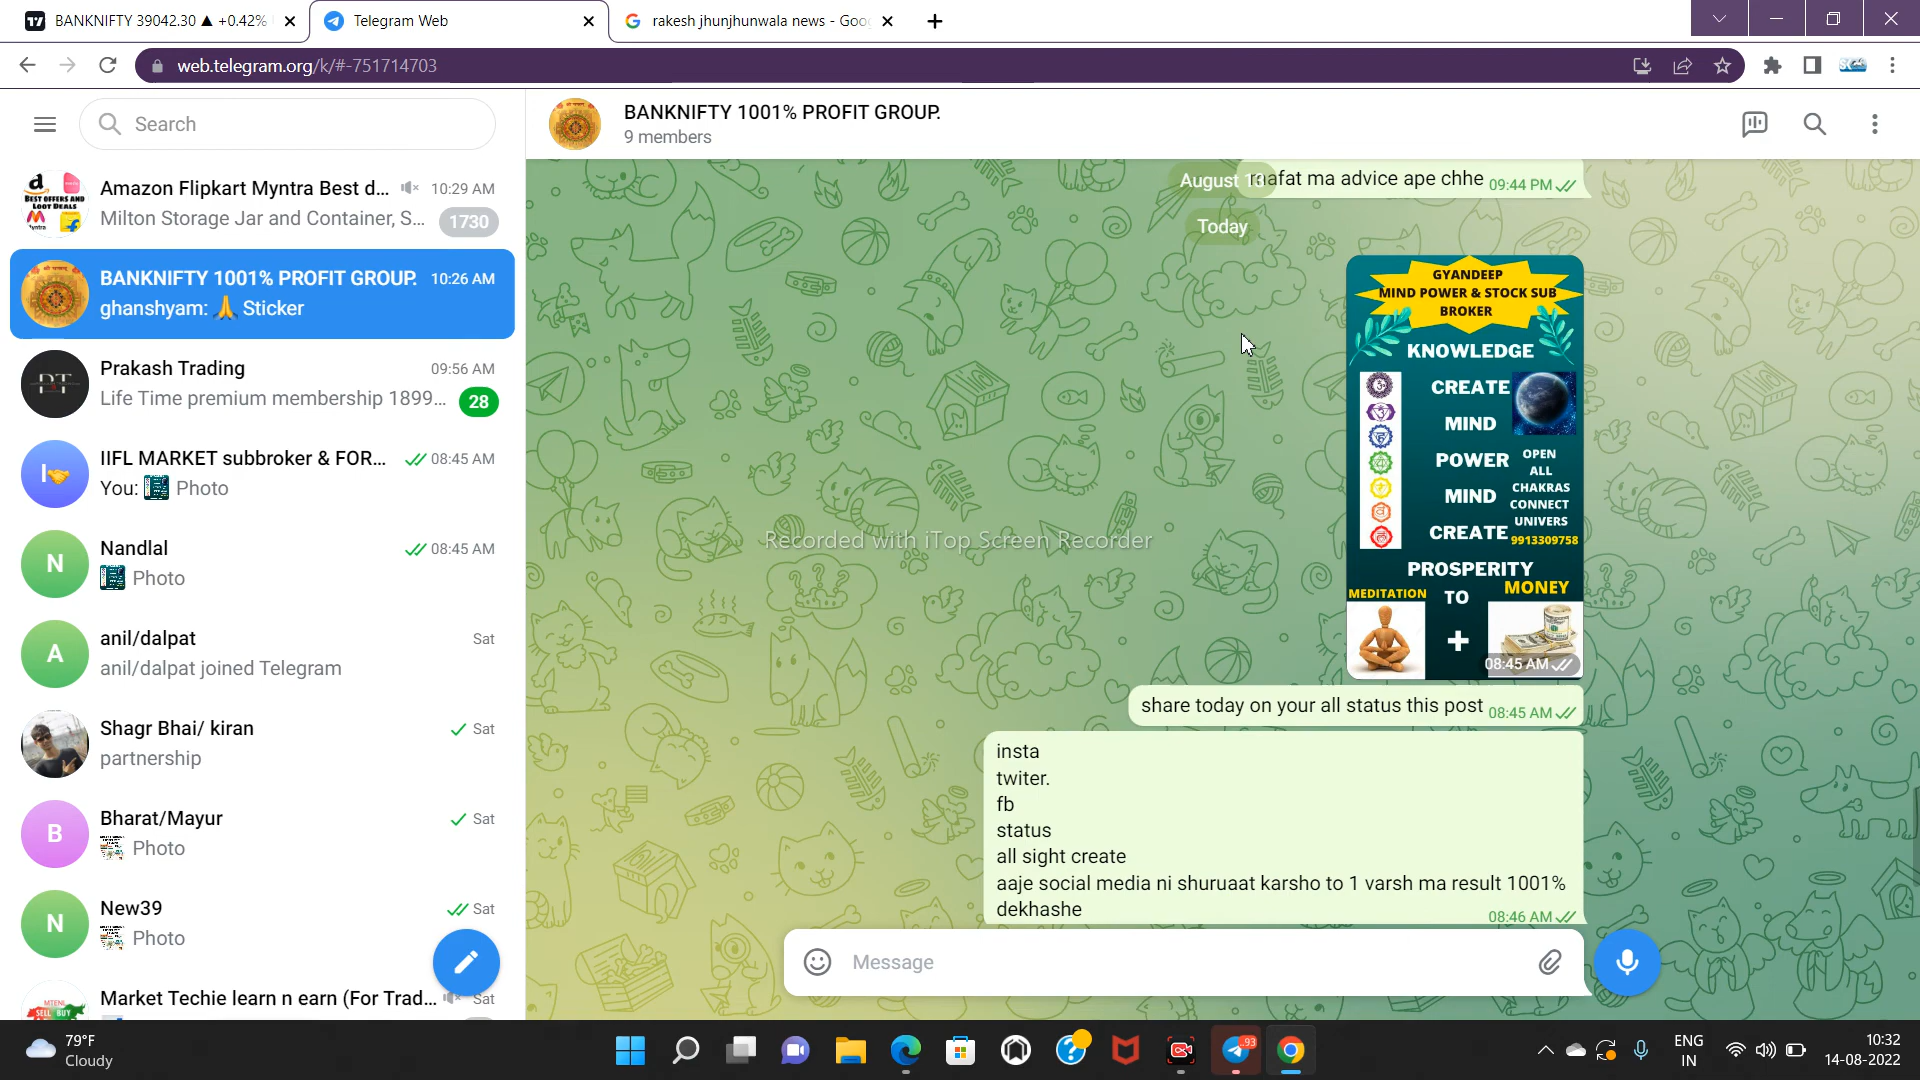 BANKNIFTY 39042.30 ▲ +0.42%
Telegram Web
rakesh jhunjhunwala news - Goo
web.telegram.org/k/#-751714703
Search
BANKNIFTY 1001% PROFIT GROUP.
9 members
Amazon Flipkart Myntra Best d... 10:29 AM
Milton Storage Jar and Container, S... 1730
BANKNIFTY 1001% PROFIT GROUP. 10:26 AM
ghanshyam: 🙏 Sticker
Prakash Trading 09:56 AM
Life Time premium membership 1899... 28
IIFL MARKET subbroker & FOR... 08:45 AM
You: Photo
Nandlal 08:45 AM
N
Photo
anil/dalpat Sat
A
anil/dalpat joined Telegram
Shagr Bhai/ kiran Sat
partnership
Bharat/Mayur Sat
B
Photo
New39 Sat
N
Photo
Market Techie learn n earn (For Trad... Sat
August 13
afat ma advice ape chhe 09:44 PM
Today
GYANDEEP
MIND POWER & STOCK SUB
BROKER
KNOWLEDGE
CREATE
MIND
POWER
MIND
CREATE
PROSPERITY
TO
+
OPEN
ALL
CHAKRAS
CONNECT
UNIVERS
9913309758
MEDITATION
MONEY
08:45 AM
share today on your all status this post 08:45 AM
insta
twiter.
fb
status
all sight create
aaje social media ni shuruaat karsho to 1 varsh ma result 1001%
dekhashe 08:46 AM
Recorded with iTop Screen Recorder
Message
79°F
Cloudy
93
ENG
IN
10:32
14-08-2022